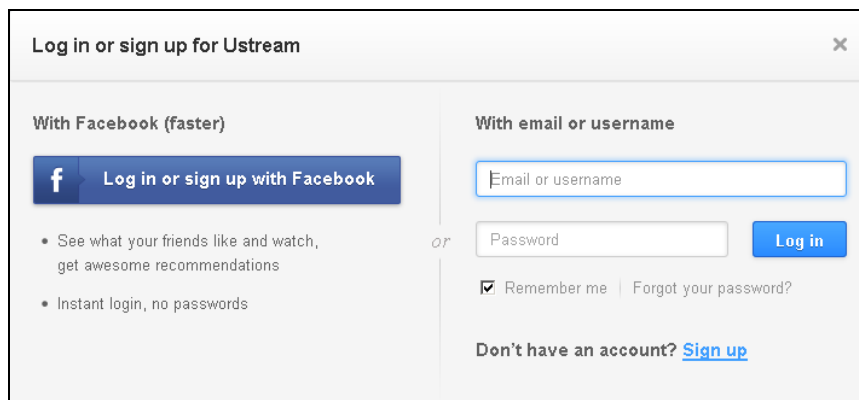 Log in or sign up for Ustream
With Facebook (faster)
f Log in or sign up with Facebook
• See what your friends like and watch,
get awesome recommendations
• Instant login, no passwords
or
With email or username
Email or username
Password
Log in
Remember me | Forgot your password?
Don't have an account? Sign up